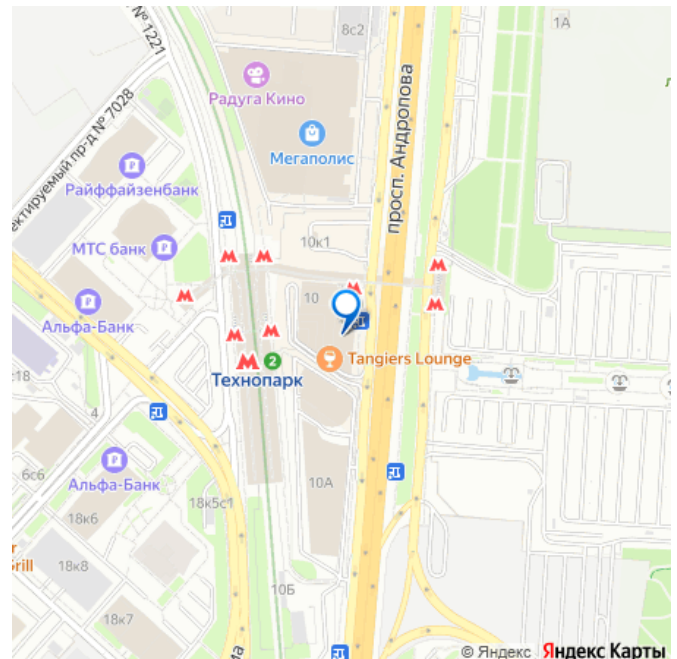 № 1221
8с2
1А
Радуга Кино
Мегаполис
просп. Андропова
ектируемый пр-д № 7028
Райффайзенбанк
МТС банк
10к1
10
Альфа-Банк
Tangiers Lounge
2
Технопарк
с18
4
6с6
Альфа-Банк
10А
18к6
18к5с1
r
Grill
18к8
10Б
18к7
© Яндекс Яндекс Карты